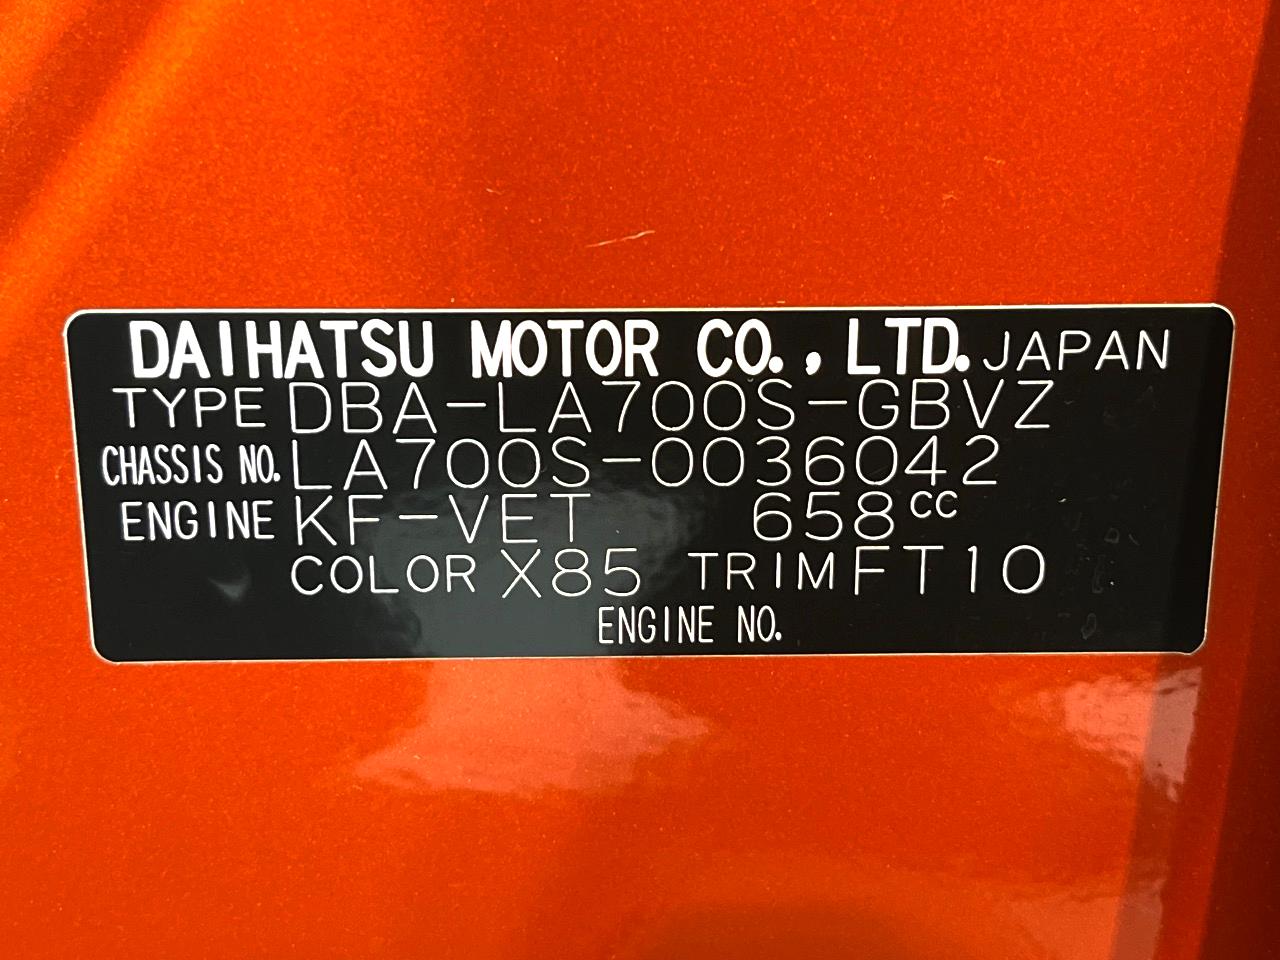 DAIHATSU MOTOR CO., LTD. JAPAN
TYPE DBA-LA700S-GBVZ
CHASSIS NO. LA700S-0036042
ENGINE KF-VET 658cc
COLOR X85 TRIM FT10
ENGINE NO.